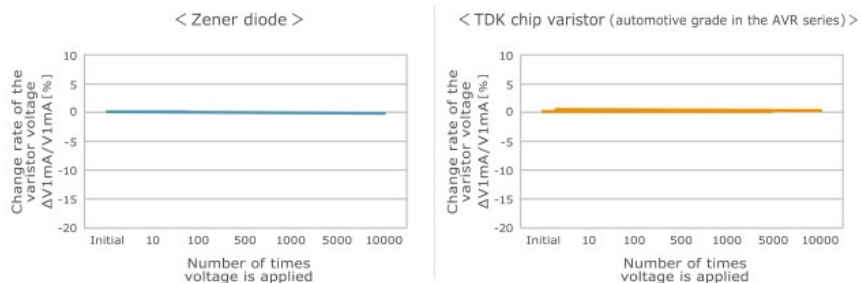 < Zener diode >
Change rate of the
varistor voltage
ΔV1mA/V1mA[%]
10
5
0
-5
-10
-15
-20
Initial 10 100 500 1000 5000 10000
Number of times
voltage is applied
< TDK chip varistor (automotive grade in the AVR series) >
Change rate of the
varistor voltage
ΔV1mA/V1mA[%]
10
5
0
-5
-10
-15
-20
Initial 10 100 500 1000 5000 10000
Number of times
voltage is applied